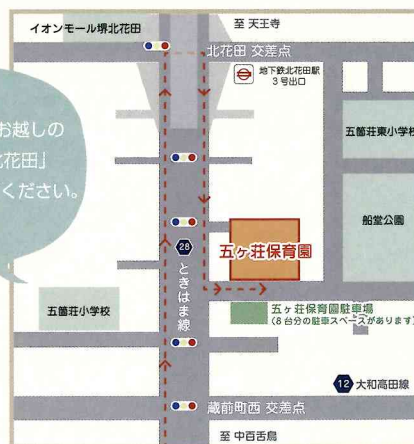 イオンモール堺北花田
至 天王寺
北花田 交差点
地下鉄北花田駅
3号出口
お越しの
花田」
ください。
五箇荘東小学校
船堂公園
五ヶ荘保育園
28
ときはま線
五箇荘小学校
五ヶ荘保育園駐車場
(8台分の駐車スペースがあります)
12 大和高田線
蔵前町西 交差点
至 中百舌鳥